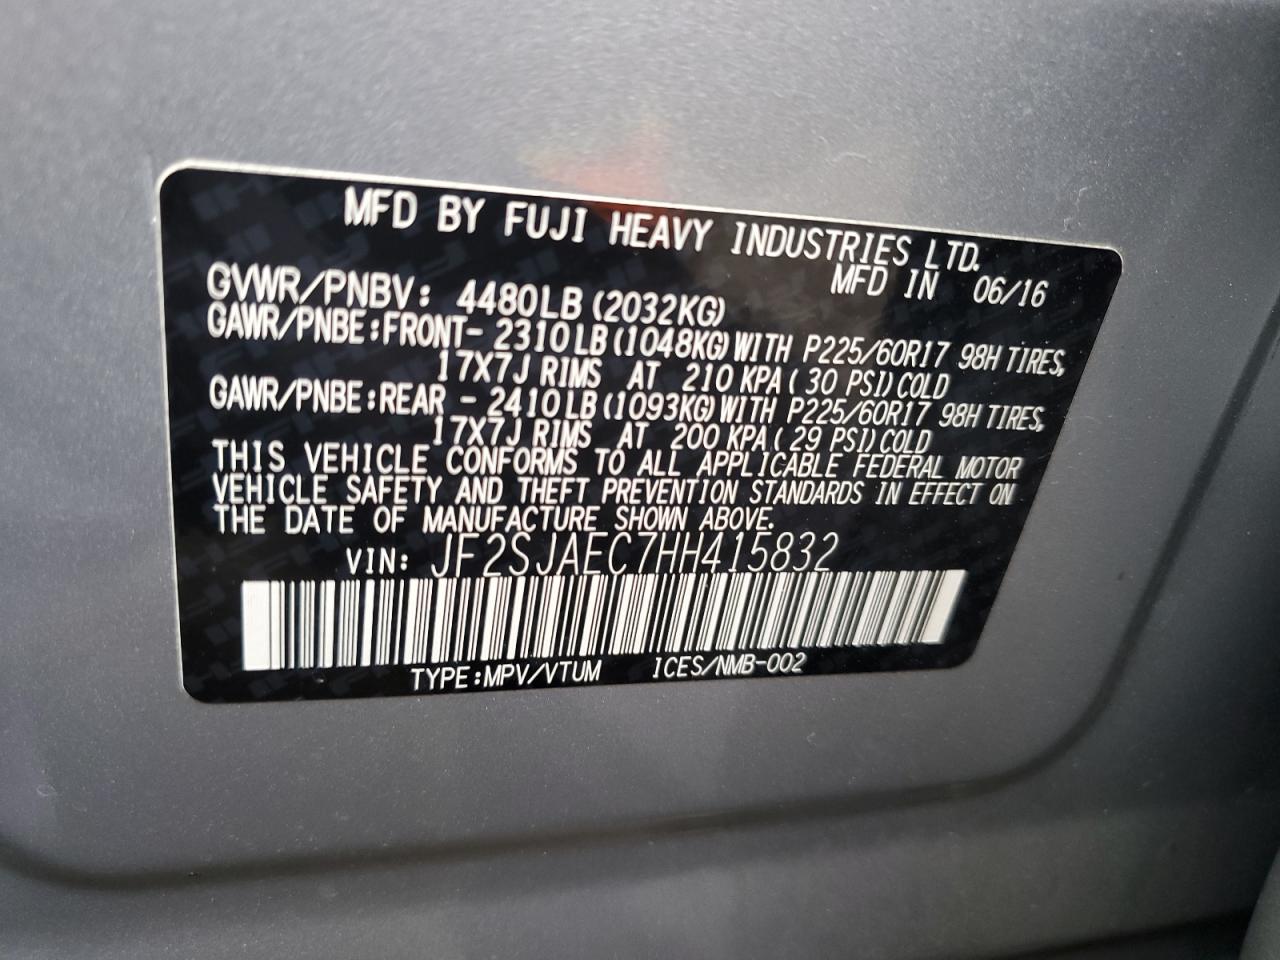 MFD BY FUJI HEAVY INDUSTRIES LTD.
MFD IN 06/16
GVWR/PNBV: 4480LB (2032KG)
GAWR/PNBE:FRONT- 2310LB (1048KG) WITH P225/60R17 98H TIRES,
17X7J RIMS AT 210 KPA ( 30 PSI) COLD
GAWR/PNBE:REAR - 2410LB (1093KG) WITH P225/60R17 98H TIRES,
17X7J RIMS AT 200 KPA ( 29 PSI) COLD
THIS VEHICLE CONFORMS TO ALL APPLICABLE FEDERAL MOTOR
VEHICLE SAFETY AND THEFT PREVENTION STANDARDS IN EFFECT ON
THE DATE OF MANUFACTURE SHOWN ABOVE.
VIN: JF2SJAEC7HH415832
TYPE:MPV/VTUM ICES/NMB-002